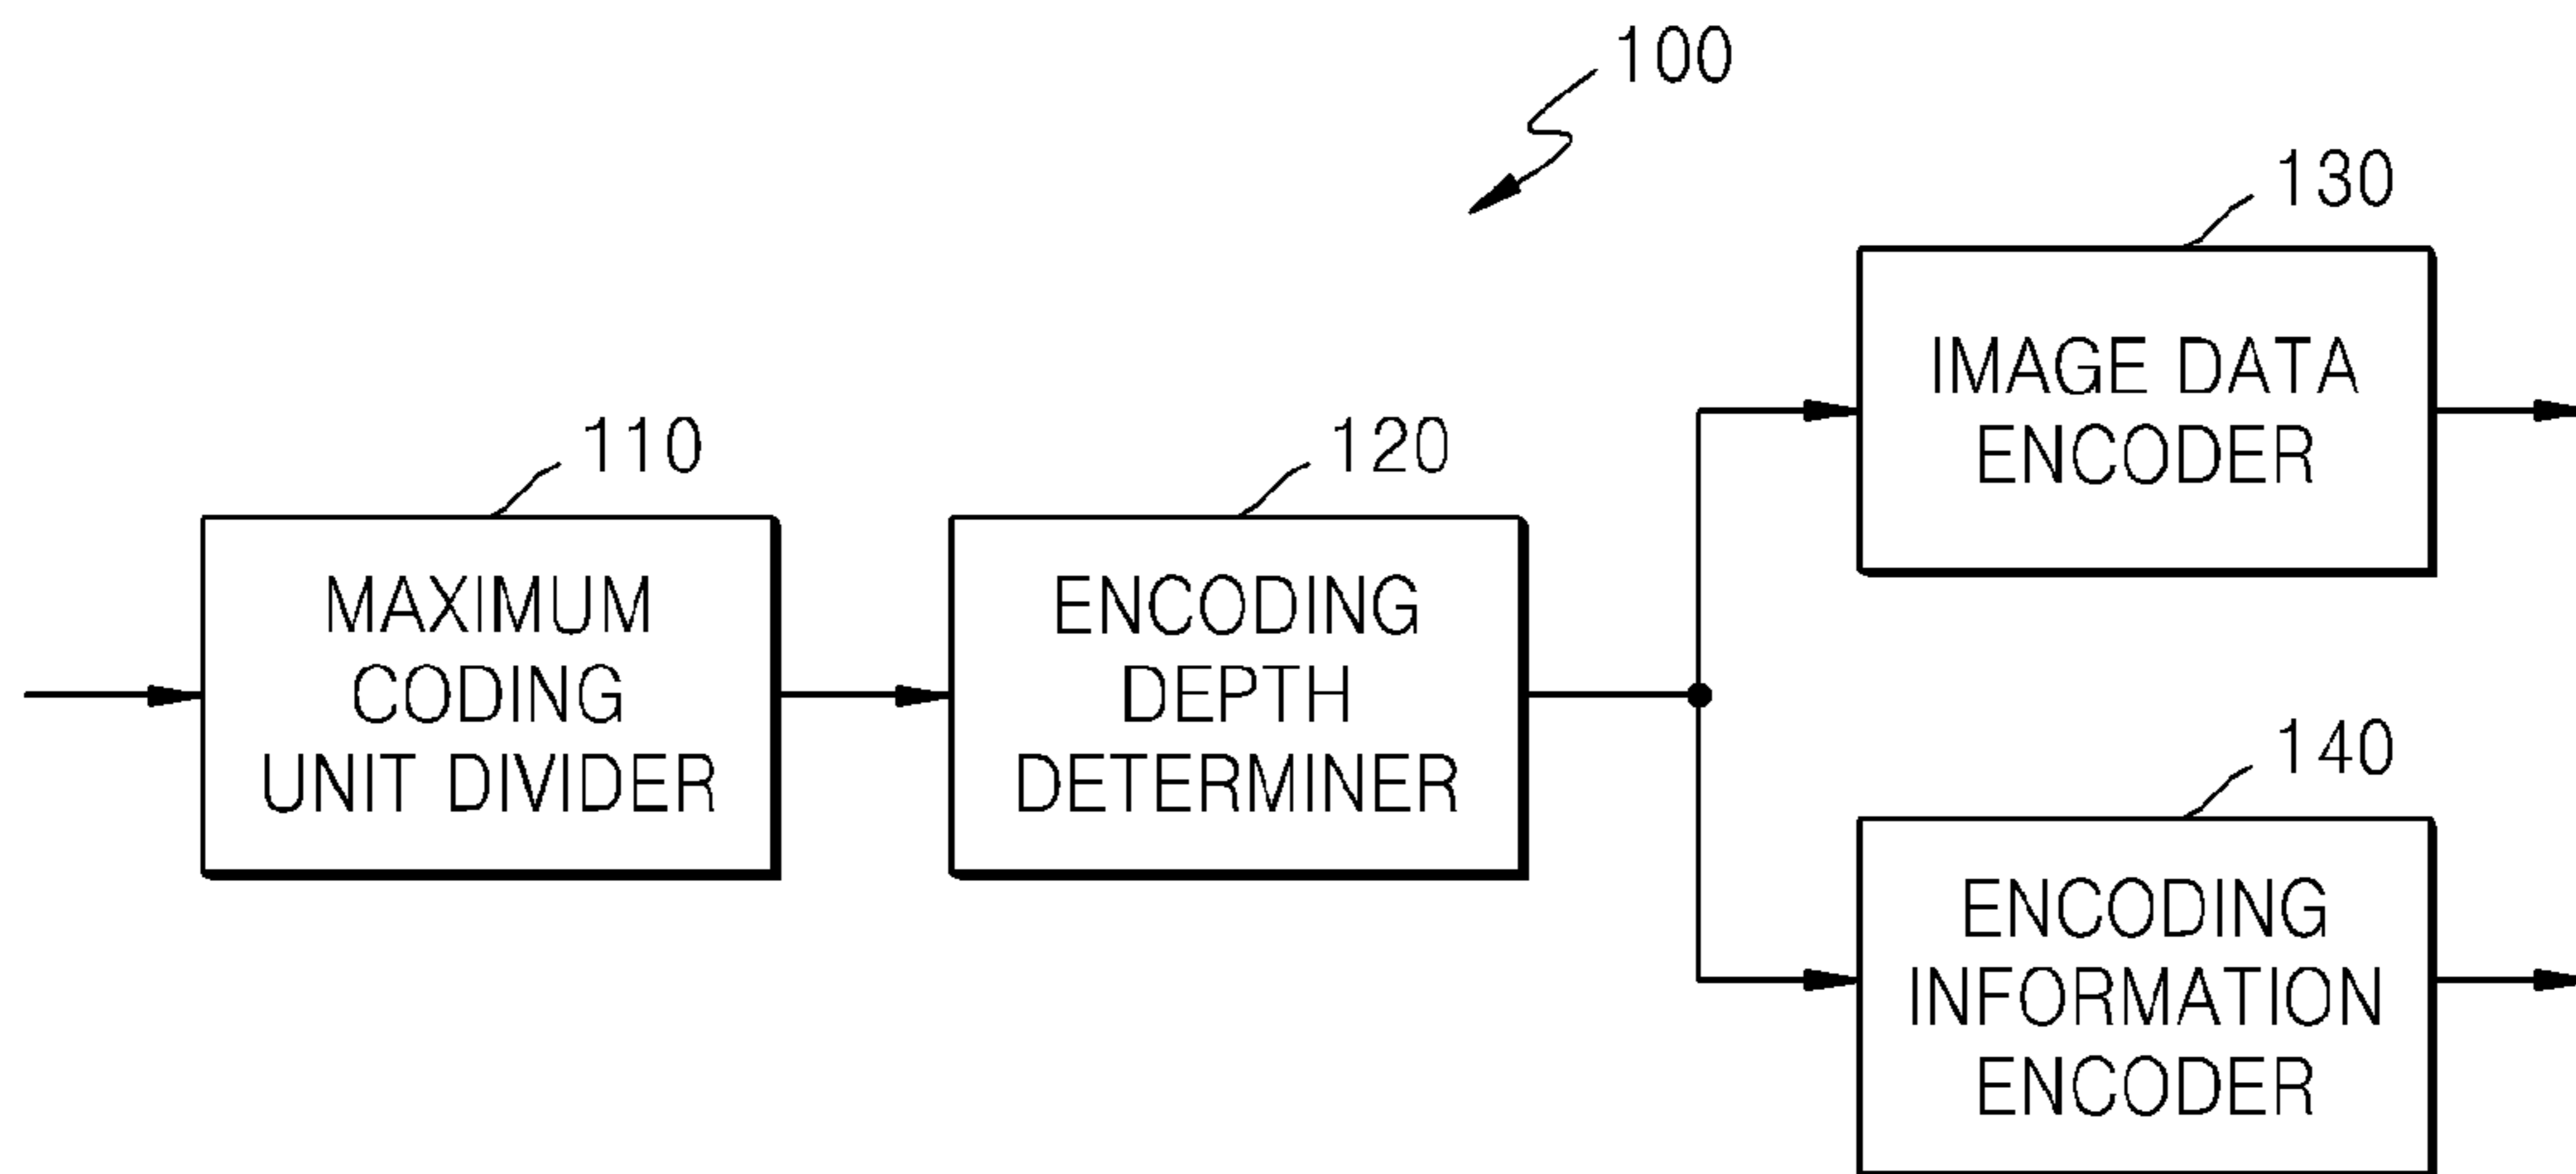 100
110
MAXIMUM
CODING
UNIT DIVIDER
120
ENCODING
DEPTH
DETERMINER
130
IMAGE DATA
ENCODER
140
ENCODING
INFORMATION
ENCODER